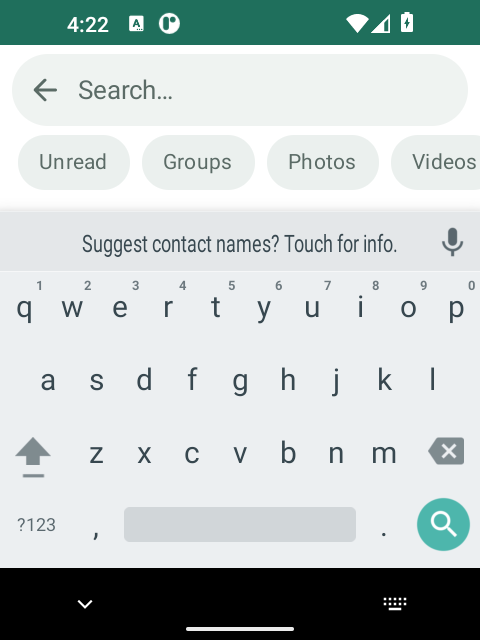 4:22
Search…
Unread Groups Photos Videos
Suggest contact names? Touch for info.
1 2 3 4 5 6 7 8 9 0
q w e r t y u i o p
a s d f g h j k l
z x c v b n m
?123 , .